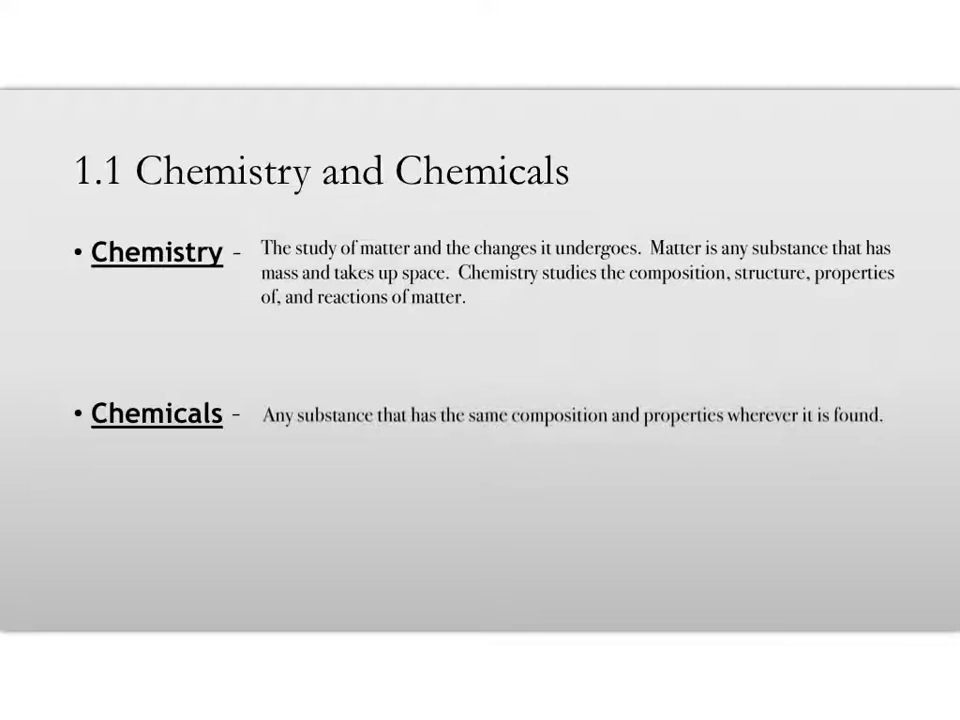 1.1 Chemistry and Chemicals
• Chemistry – The study of matter and the changes it undergoes.  Matter is any substance that has
mass and takes up space.  Chemistry studies the composition, structure, properties
of, and reactions of matter.
• Chemicals – Any substance that has the same composition and properties wherever it is found.